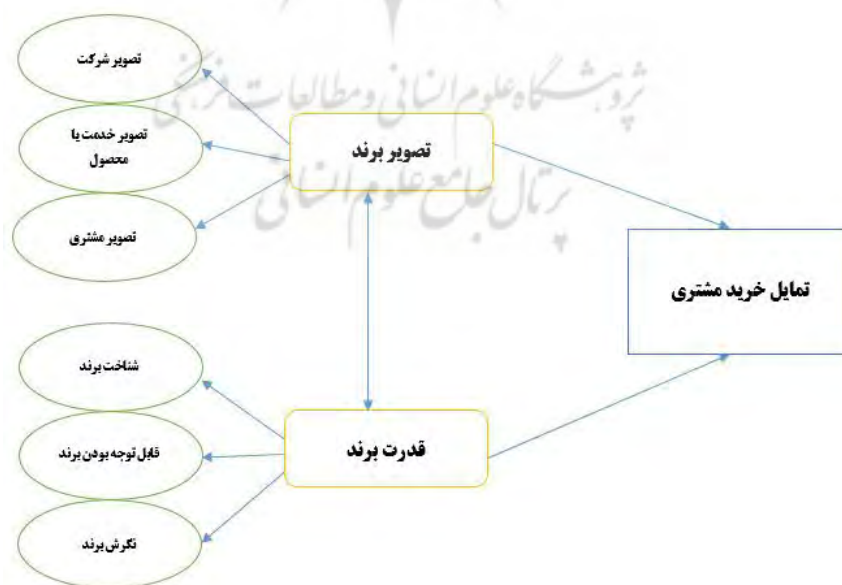 تصویر شرکت
پژوهشگاه علوم انسانی و مطالعات فرهنگی
تصویر خدمت یا
محصول
تصویر برند
پرتال جامع علوم انسانی
تصویر مشتری
تمایل خرید مشتری
شناخت برند
قابل توجه بودن برند
قدرت برند
نگرش برند